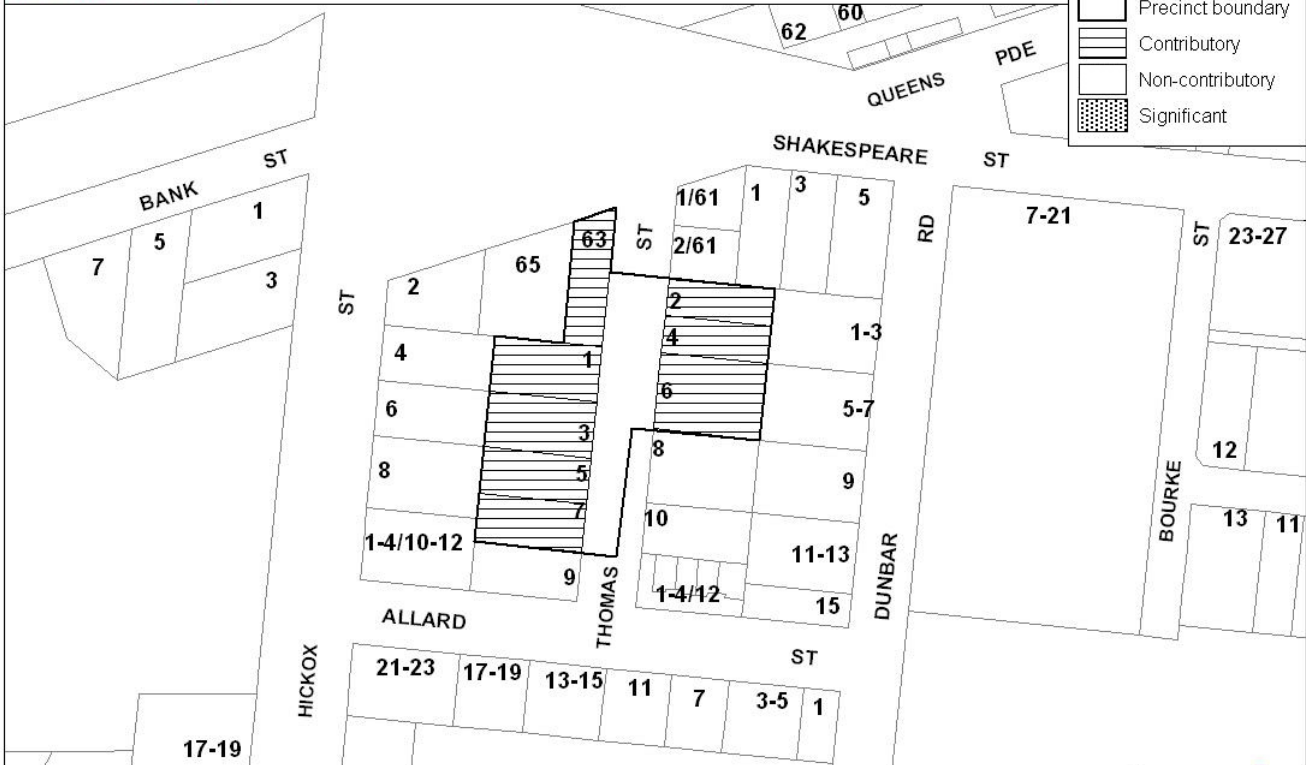 Precinct boundary
Contributory
Non-contributory
Significant
60
62
PDE
QUEENS
SHAKESPEARE ST
BANK ST
1
5
7
3
1/61
1
3
5
2/61
ST
RD
7-21
ST
23-27
63
65
2
ST
2
4
1-3
4
1
6
5-7
6
3
8
8
5
9
12
7
10
1-4/10-12
11-13
13
11
BOURKE
9
1-4/12
15
DUNBAR
THOMAS
ALLARD
ST
HICKOX
21-23
17-19
13-15
11
7
3-5
1
17-19